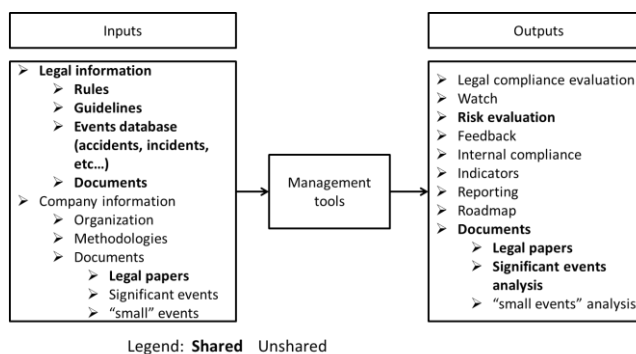 Inputs
Outputs
➢ Legal information
➢ Rules
➢ Guidelines
➢ Events database
(accidents, incidents,
etc…)
➢ Documents
➢ Company information
➢ Organization
➢ Methodologies
➢ Documents
➢ Legal papers
➢ Significant events
➢ “small” events
Management
tools
➢ Legal compliance evaluation
➢ Watch
➢ Risk evaluation
➢ Feedback
➢ Internal compliance
➢ Indicators
➢ Reporting
➢ Roadmap
➢ Documents
➢ Legal papers
➢ Significant events
analysis
➢ “small events” analysis
Legend: Shared Unshared